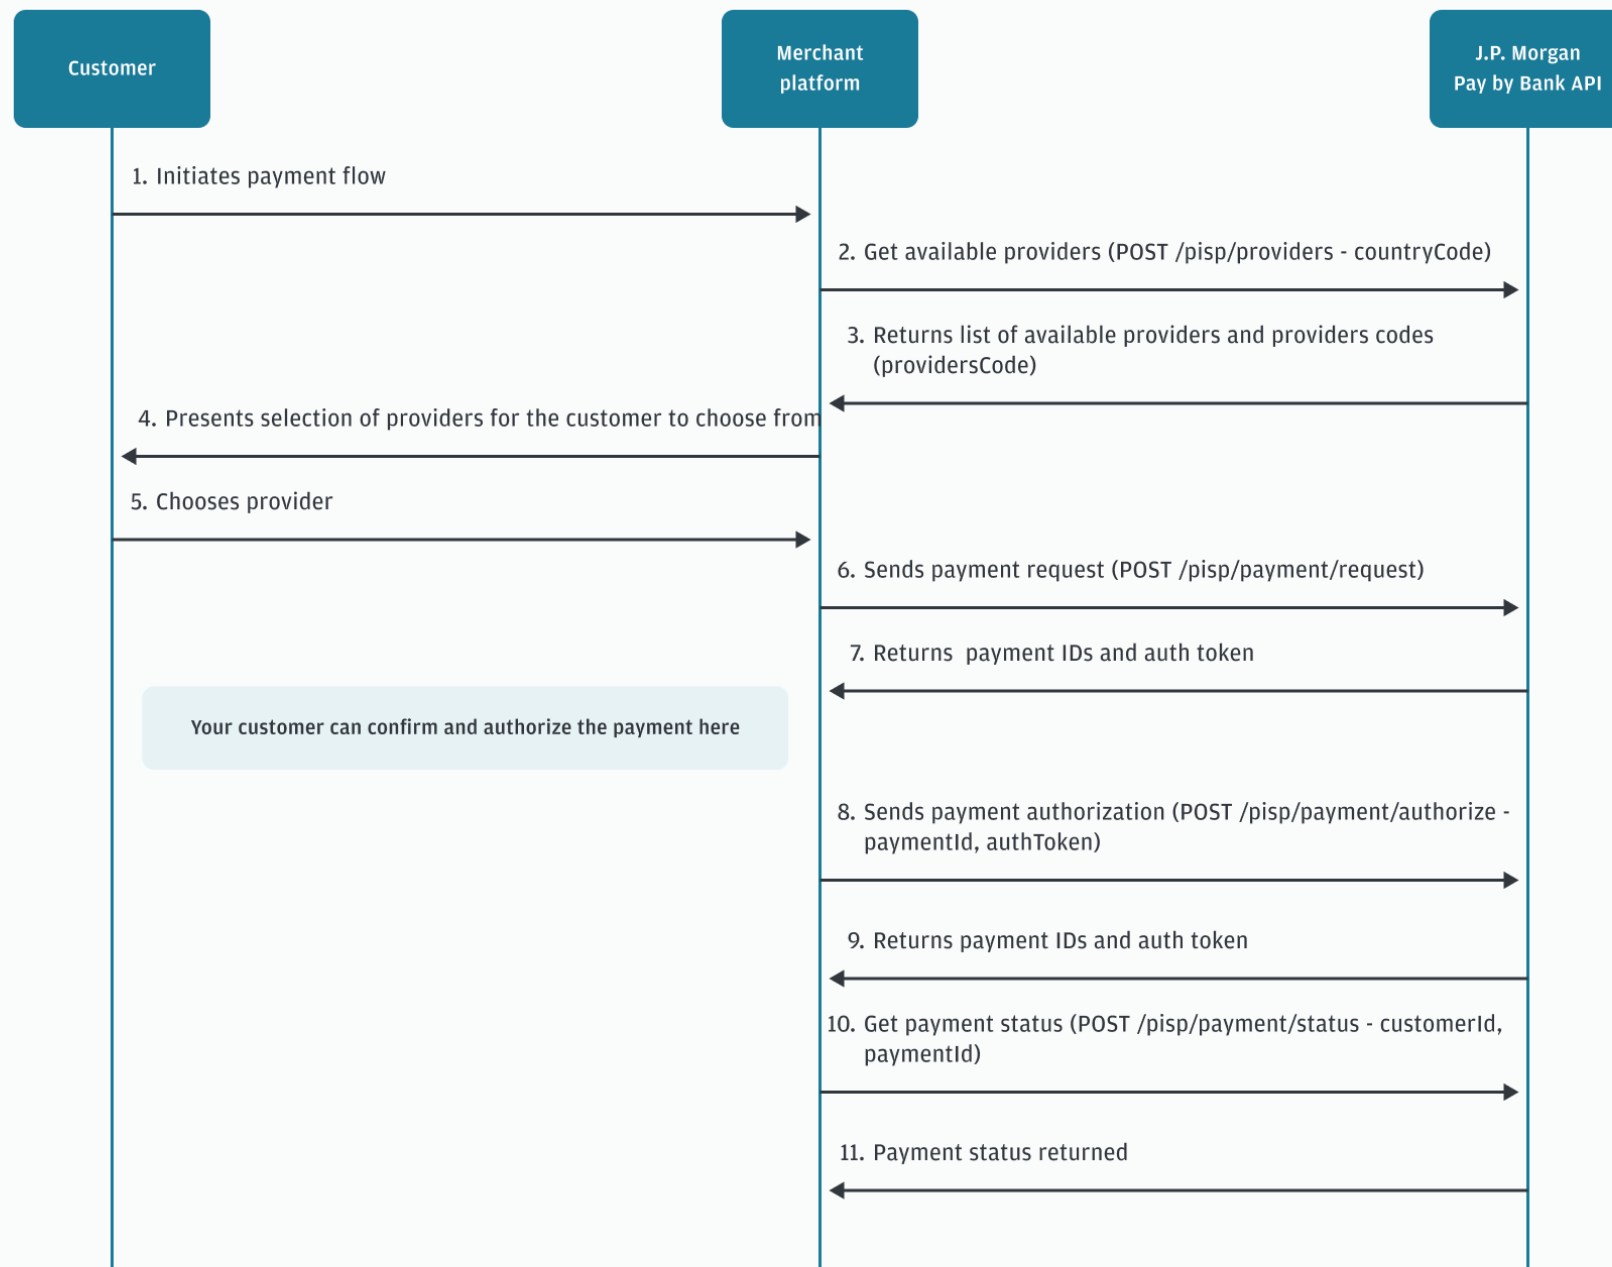 Customer
Merchant
platform
J.P. Morgan
Pay by Bank API
1. Initiates payment flow
2. Get available providers (POST /pisp/providers - countryCode)
3. Returns list of available providers and providers codes
(providersCode)
4. Presents selection of providers for the customer to choose from
5. Chooses provider
6. Sends payment request (POST /pisp/payment/request)
7. Returns  payment IDs and auth token
Your customer can confirm and authorize the payment here
8. Sends payment authorization (POST /pisp/payment/authorize -
paymentId, authToken)
9. Returns payment IDs and auth token
10. Get payment status (POST /pisp/payment/status - customerId,
paymentId)
11. Payment status returned